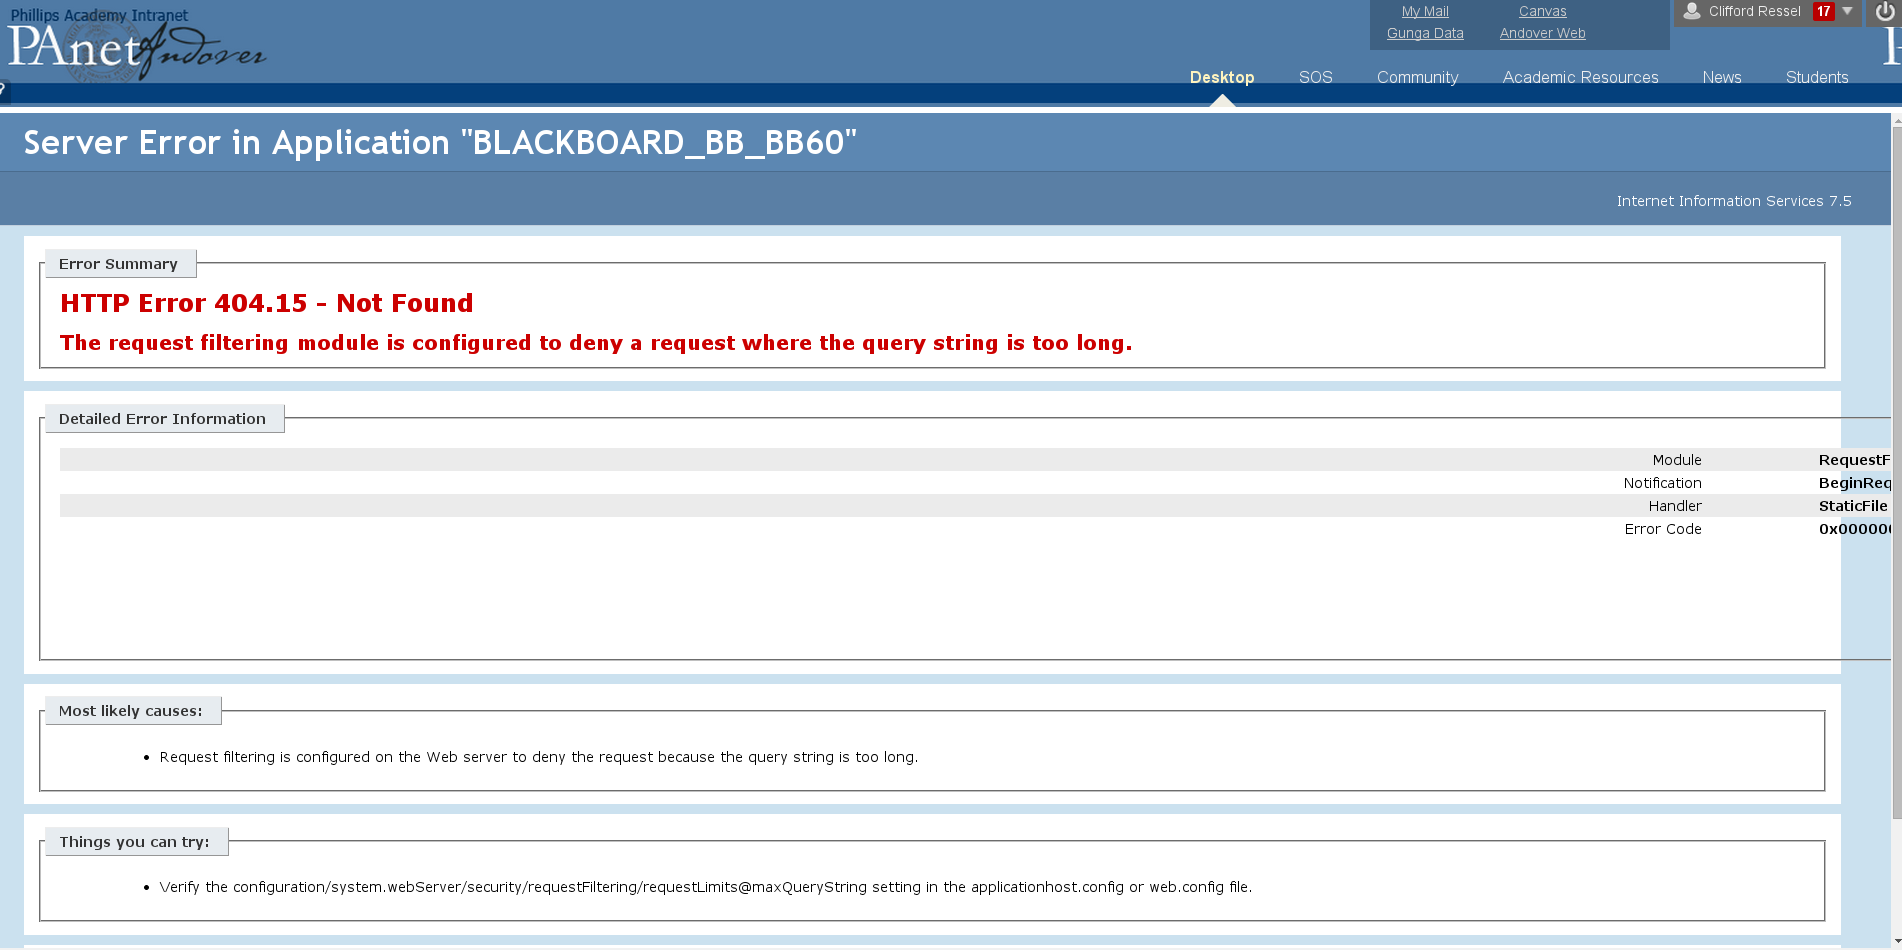 Phillips Academy Intranet
PAnet Andover
My Mail Canvas
Gunga Data Andover Web
Clifford Ressel 17
Desktop SOS Community Academic Resources News Students
Server Error in Application "BLACKBOARD_BB_BB60"
Internet Information Services 7.5
Error Summary
HTTP Error 404.15 - Not Found
The request filtering module is configured to deny a request where the query string is too long.
Detailed Error Information
Module RequestF
Notification BeginReq
Handler StaticFile
Error Code 0x000000
Most likely causes:
• Request filtering is configured on the Web server to deny the request because the query string is too long.
Things you can try:
• Verify the configuration/system.webServer/security/requestFiltering/requestLimits@maxQueryString setting in the applicationhost.config or web.config file.